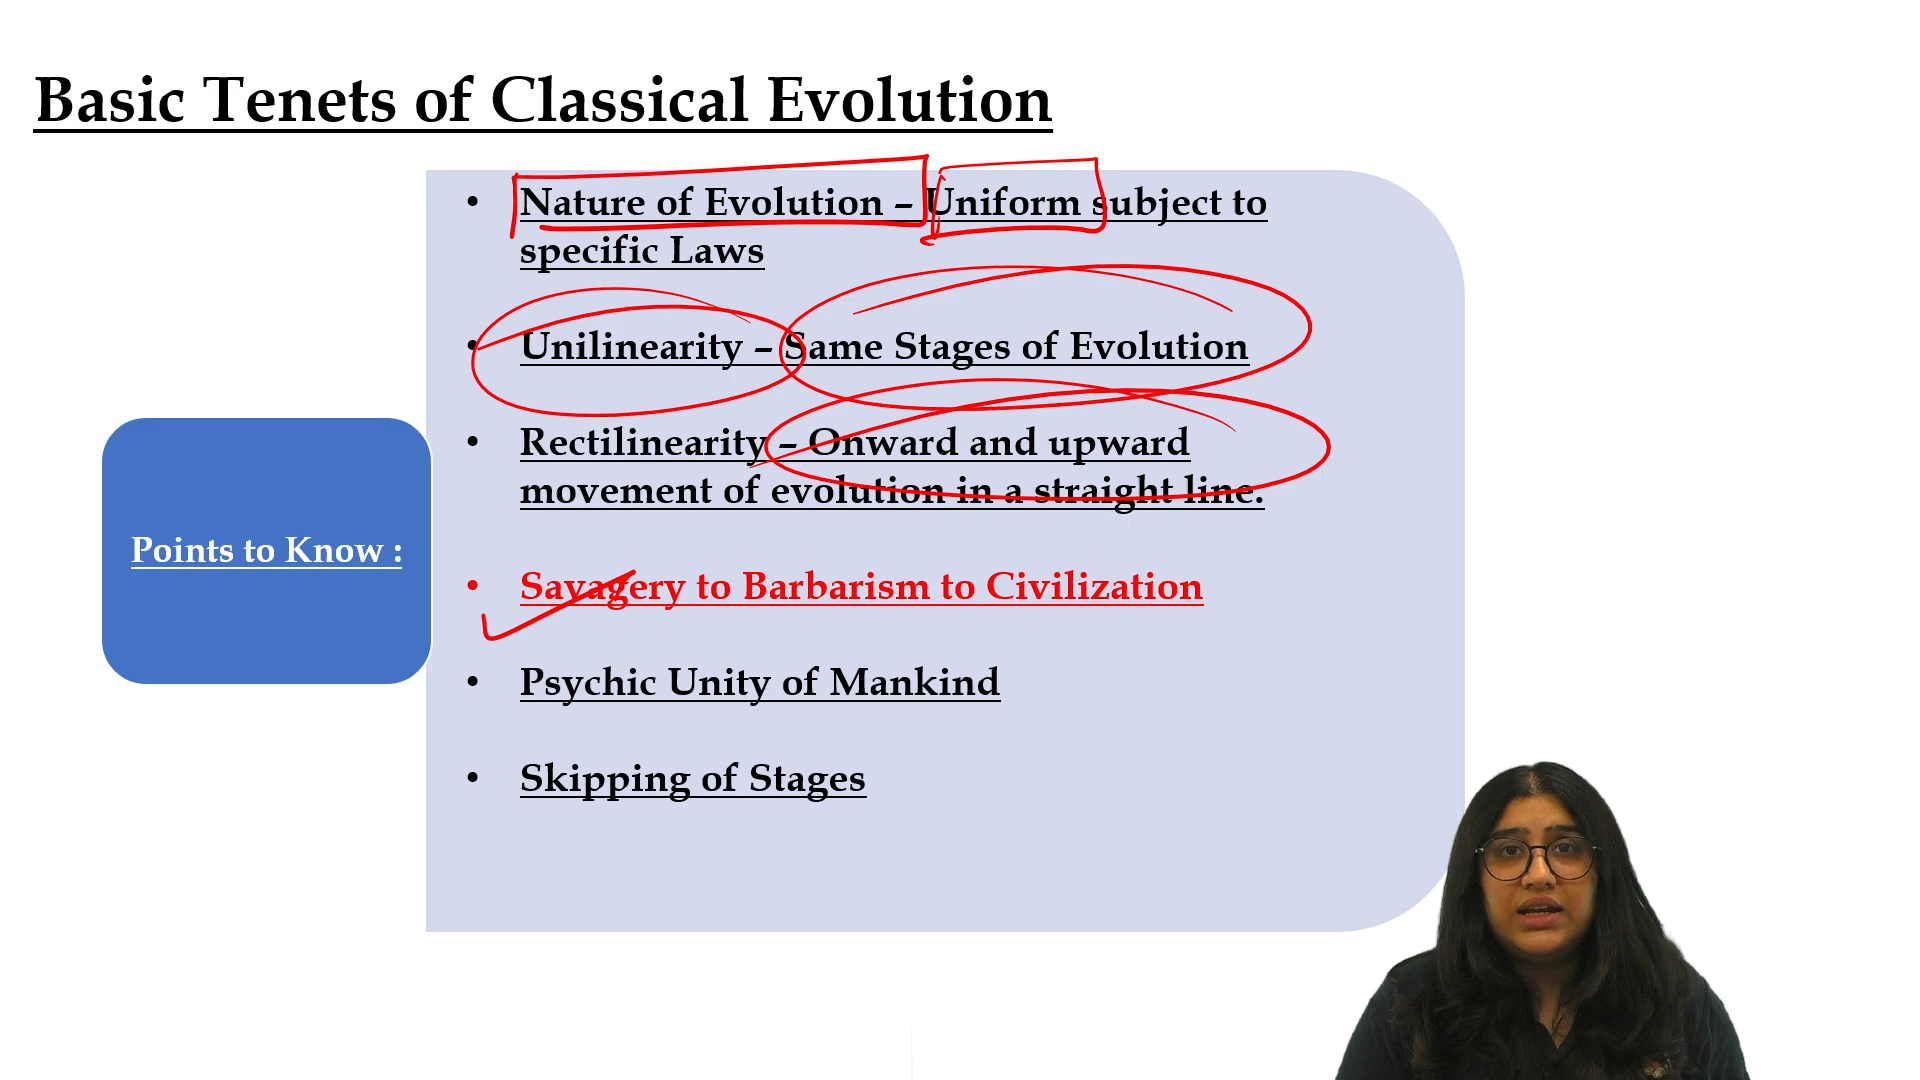 Basic Tenets of Classical Evolution
• Nature of Evolution – Uniform subject to
specific Laws
• Unilinearity – Same Stages of Evolution
• Rectilinearity – Onward and upward
movement of evolution in a straight line.
Points to Know :
• Savagery to Barbarism to Civilization
• Psychic Unity of Mankind
• Skipping of Stages